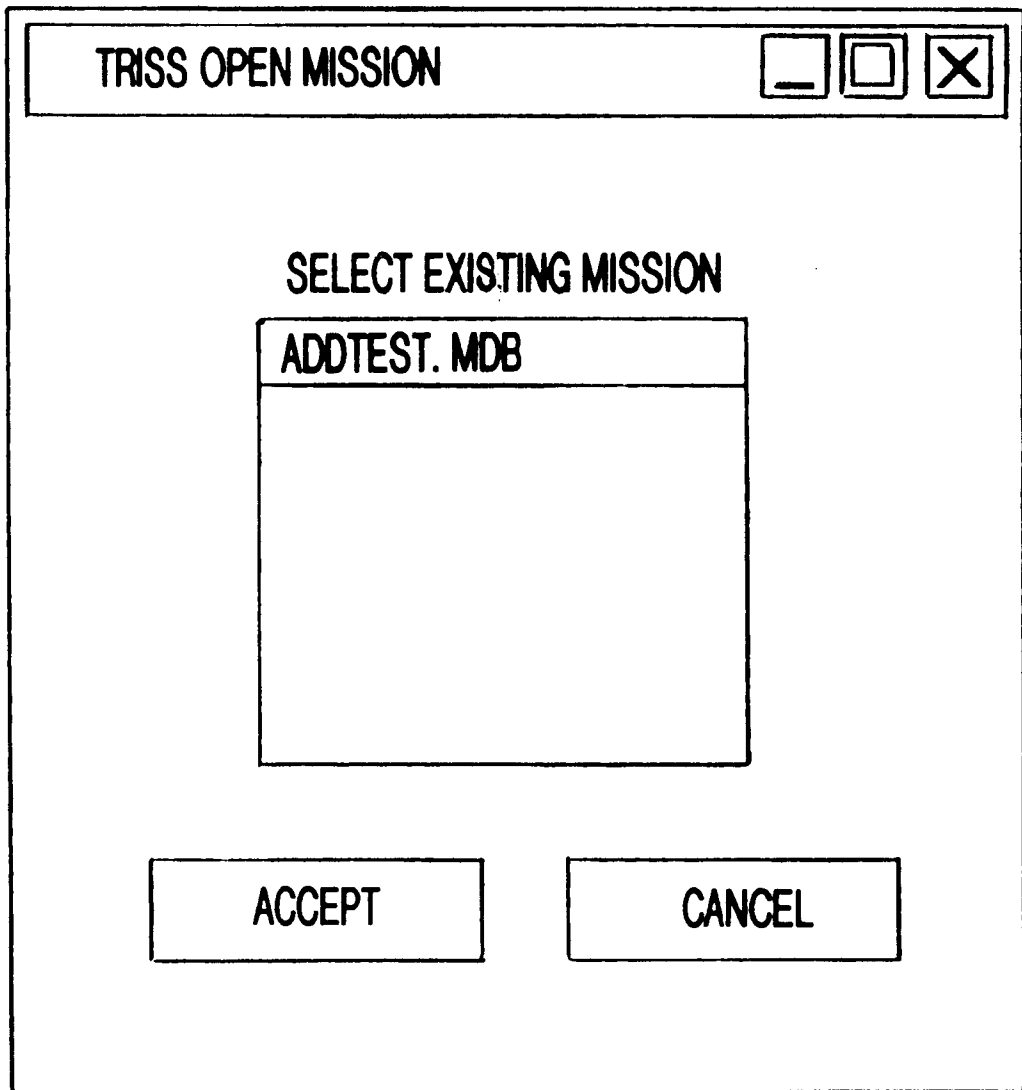 TRISS OPEN MISSION
SELECT EXISTING MISSION
ADDTEST. MDB
ACCEPT
CANCEL